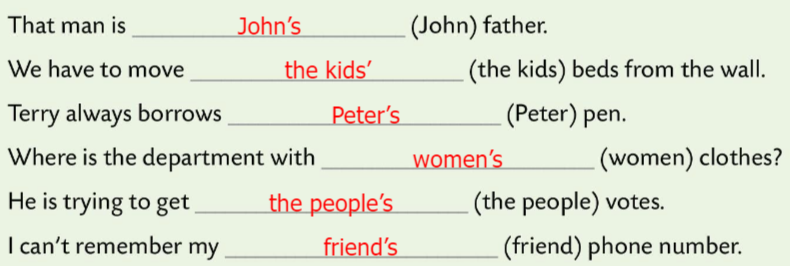 That man is John's (John) father.
We have to move the kids' (the kids) beds from the wall.
Terry always borrows Peter's (Peter) pen.
Where is the department with women's (women) clothes?
He is trying to get the people's (the people) votes.
I can't remember my friend's (friend) phone number.